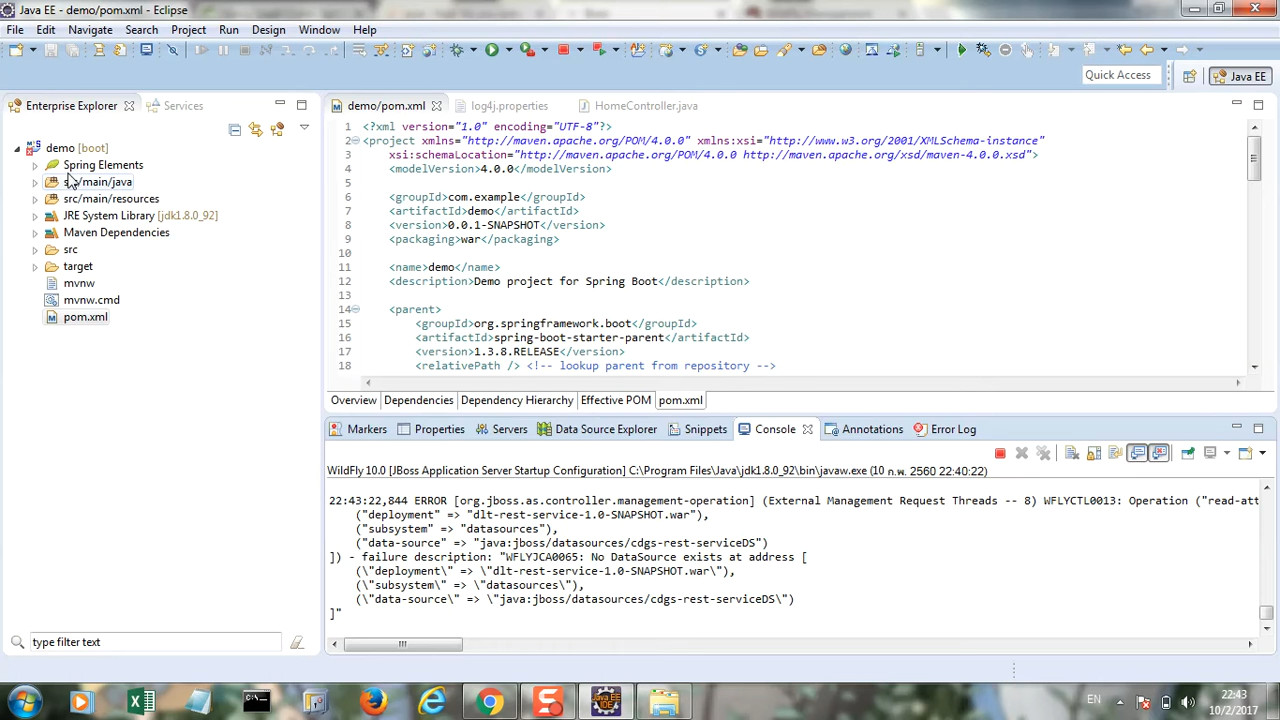 Java EE - demo/pom.xml - Eclipse
File Edit Navigate Search Project Run Design Window Help
Quick Access
Java EE
Enterprise Explorer
Services
demo [boot]
Spring Elements
src/main/java
src/main/resources
JRE System Library [jdk1.8.0_92]
Maven Dependencies
src
target
mvnw
mvnw.cmd
pom.xml
type filter text
demo/pom.xml
log4j.properties
HomeController.java
1 <?xml version="1.0" encoding="UTF-8"?>
2 <project xmlns="http://maven.apache.org/POM/4.0.0" xmlns:xsi="http://www.w3.org/2001/XMLSchema-instance"
3 xsi:schemaLocation="http://maven.apache.org/POM/4.0.0 http://maven.apache.org/xsd/maven-4.0.0.xsd">
4 <modelVersion>4.0.0</modelVersion>
5
6 <groupId>com.example</groupId>
7 <artifactId>demo</artifactId>
8 <version>0.0.1-SNAPSHOT</version>
9 <packaging>war</packaging>
10
11 <name>demo</name>
12 <description>Demo project for Spring Boot</description>
13
14 <parent>
15 <groupId>org.springframework.boot</groupId>
16 <artifactId>spring-boot-starter-parent</artifactId>
17 <version>1.3.8.RELEASE</version>
18 <relativePath /> <!-- lookup parent from repository -->
Overview Dependencies Dependency Hierarchy Effective POM pom.xml
Markers Properties Servers Data Source Explorer Snippets Console Annotations Error Log
WildFly 10.0 [JBoss Application Server Startup Configuration] C:\Program Files\Java\jdk1.8.0_92\bin\javaw.exe (10 ก.พ. 2560 22:40:22)
22:43:22,844 ERROR [org.jboss.as.controller.management-operation] (External Management Request Threads -- 8) WFLYCTL0013: Operation ("read-att
("deployment" => "dlt-rest-service-1.0-SNAPSHOT.war"),
("subsystem" => "datasources"),
("data-source" => "java:jboss/datasources/cdgs-rest-serviceDS")
]) - failure description: "WFLYJCA0065: No DataSource exists at address [
(\"deployment\" => \"dlt-rest-service-1.0-SNAPSHOT.war\"),
(\"subsystem\" => \"datasources\"),
(\"data-source\" => \"java:jboss/datasources/cdgs-rest-serviceDS\")
]"
EN
22:43
10/2/2017